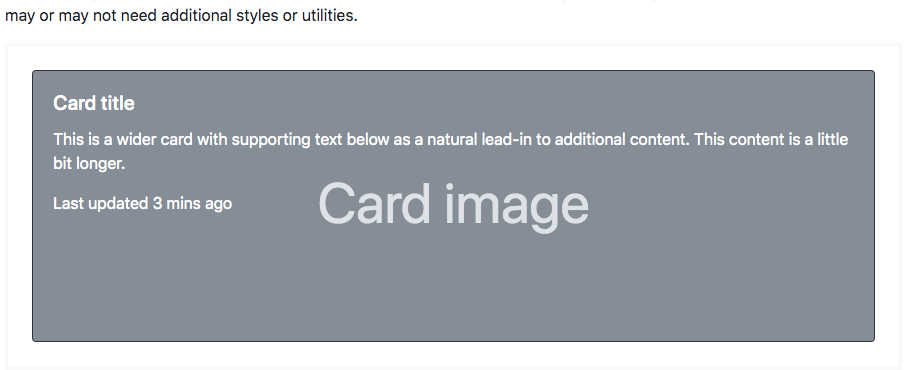 may or may not need additional styles or utilities.
Card title
This is a wider card with supporting text below as a natural lead-in to additional content. This content is a little
bit longer.
Last updated 3 mins ago
Card image